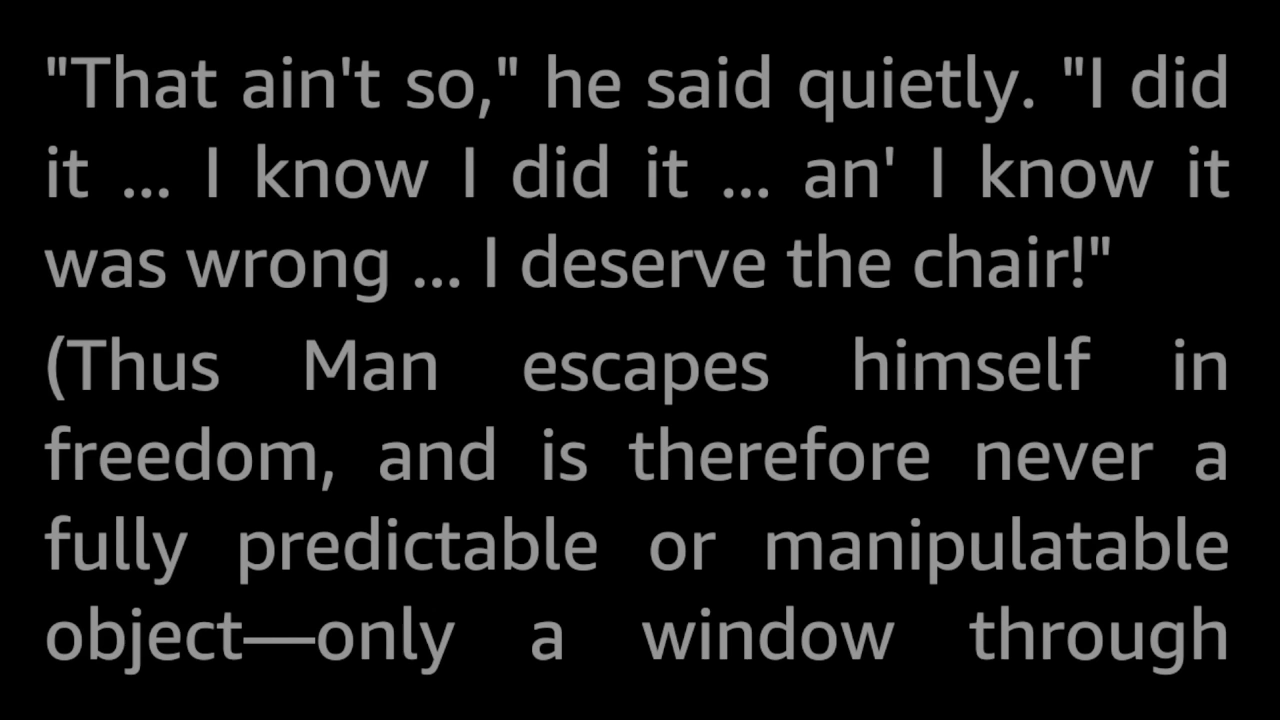 "That ain't so," he said quietly. "I did
it ... I know I did it ... an' I know it
was wrong ... I deserve the chair!"
(Thus Man escapes himself in
freedom, and is therefore never a
fully predictable or manipulatable
object—only a window through